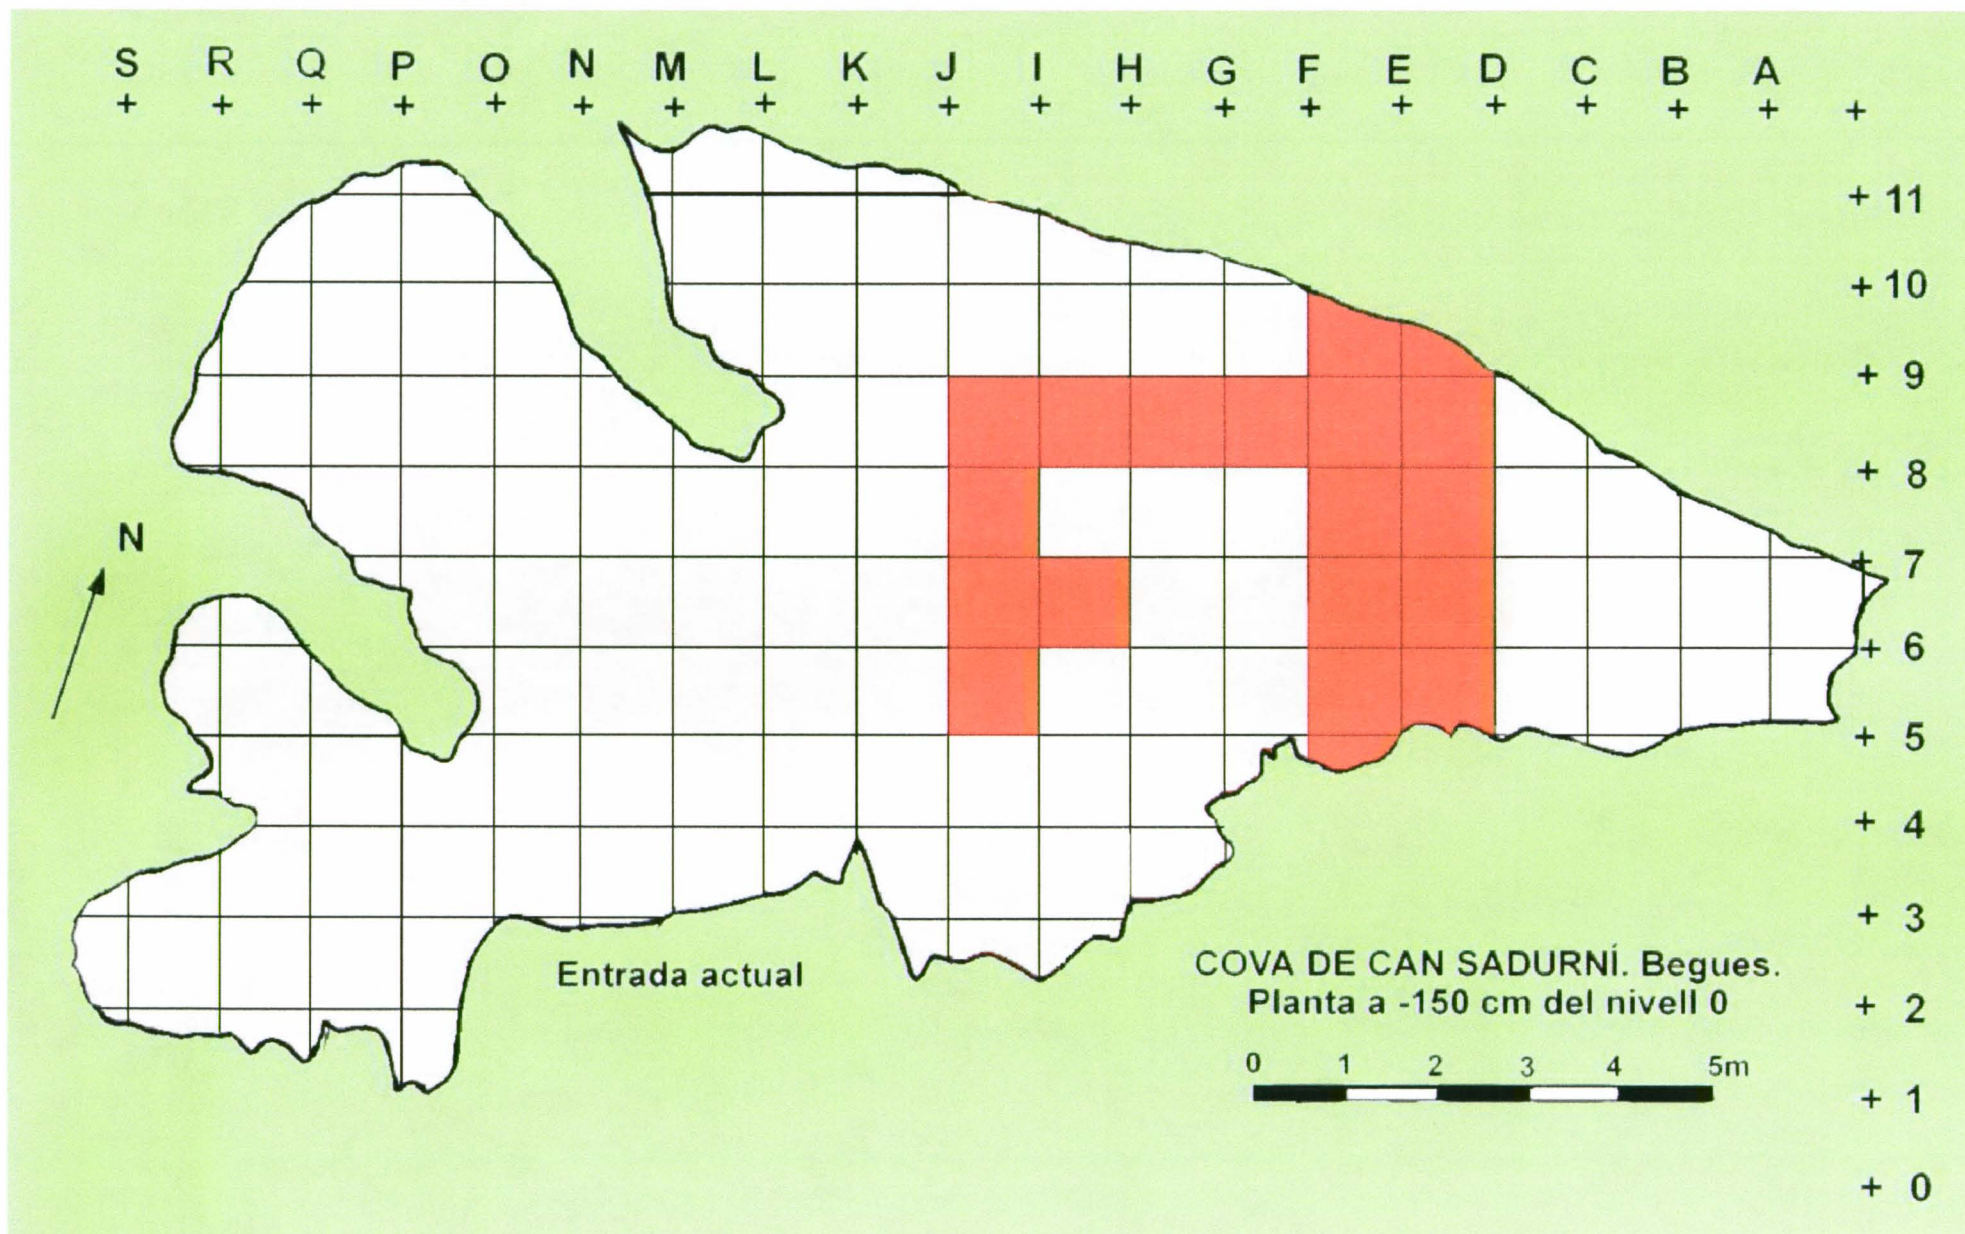 S R Q P O N M L K J I H G F E D C B A
+ + + + + + + + + + + + + + + + + + + +
+ 11
+ 10
+ 9
+ 8
N
+ 7
+ 6
+ 5
+ 4
+ 3
COVA DE CAN SADURNÍ. Begues.
Entrada actual
Planta a -150 cm del nivell 0
+ 2
0 1 2 3 4 5m
+ 1
+ 0